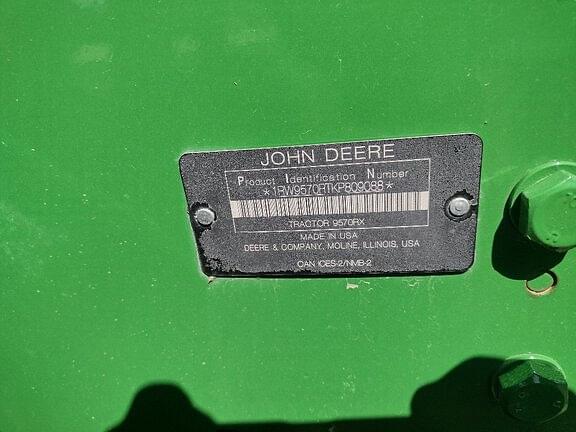 JOHN DEERE
Product Identification Number
*1RW9570RTKP809088*
TRACTOR 9570RX
MADE IN USA
DEERE & COMPANY, MOLINE, ILLINOIS, USA
CAN ICES-2/NMB-2